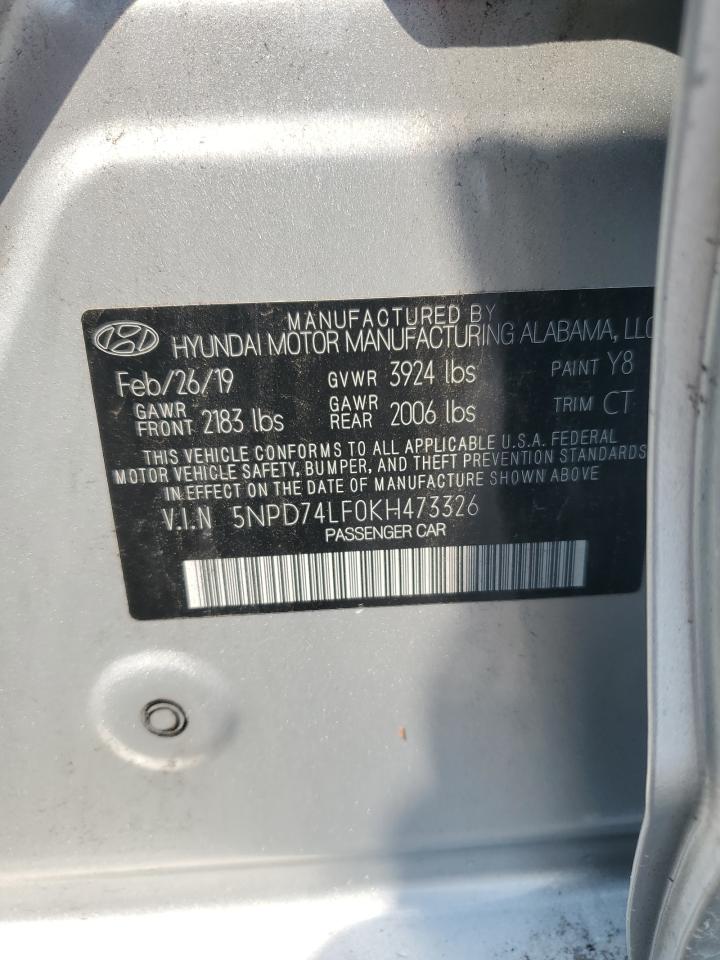 MANUFACTURED BY
HYUNDAI MOTOR MANUFACTURING ALABAMA, LLC
Feb/26/19 GVWR 3924 lbs PAINT Y8
GAWR FRONT 2183 lbs GAWR REAR 2006 lbs TRIM CT
THIS VEHICLE CONFORMS TO ALL APPLICABLE U.S.A. FEDERAL
MOTOR VEHICLE SAFETY, BUMPER, AND THEFT PREVENTION STANDARDS
IN EFFECT ON THE DATE OF MANUFACTURE SHOWN ABOVE
V.I.N 5NPD74LF0KH473326
PASSENGER CAR